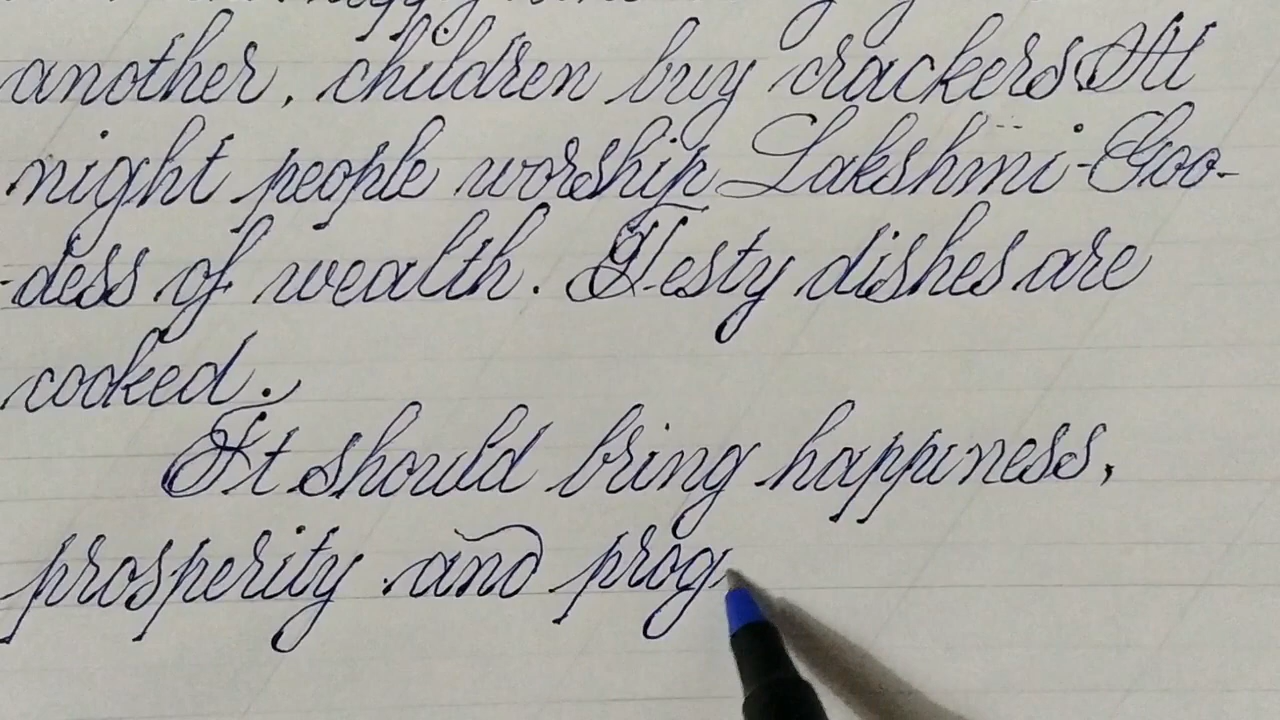 another, children buy crackers. At
night people worship Lakshmi-Goo-
-dess of wealth. Testy dishes are
cooked.
It should bring happiness,
prosperity and prog